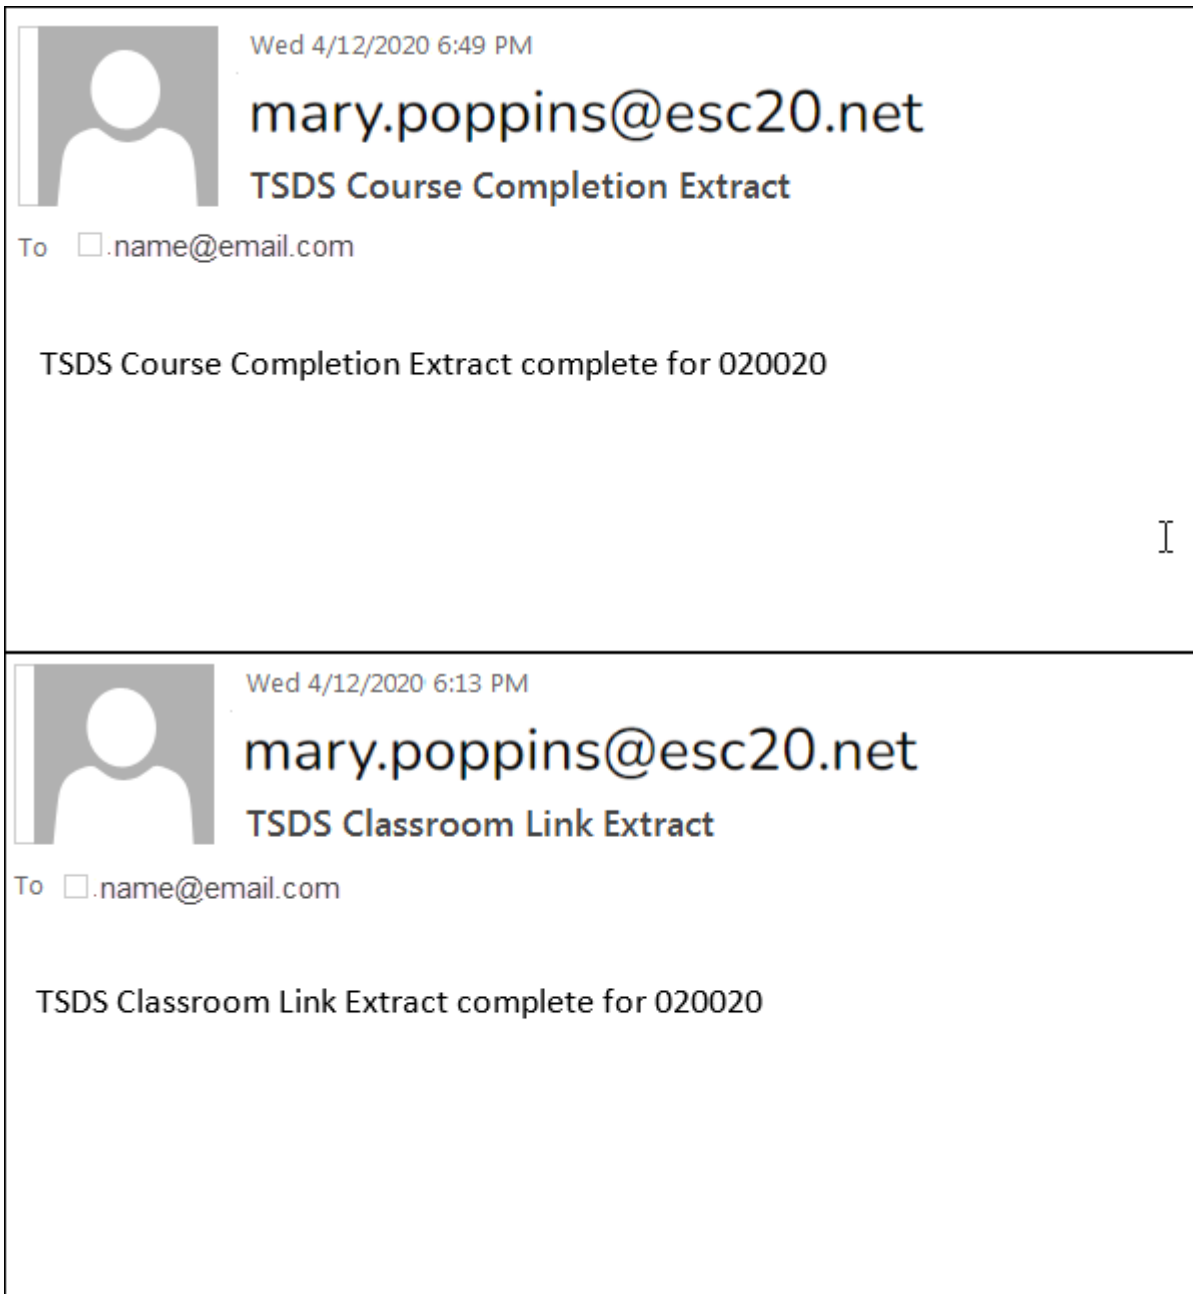 Wed 4/12/2020 6:49 PM
mary.poppins@esc20.net
TSDS Course Completion Extract
To .name@email.com
TSDS Course Completion Extract complete for 020020
Wed 4/12/2020 6:13 PM
mary.poppins@esc20.net
TSDS Classroom Link Extract
To .name@email.com
TSDS Classroom Link Extract complete for 020020